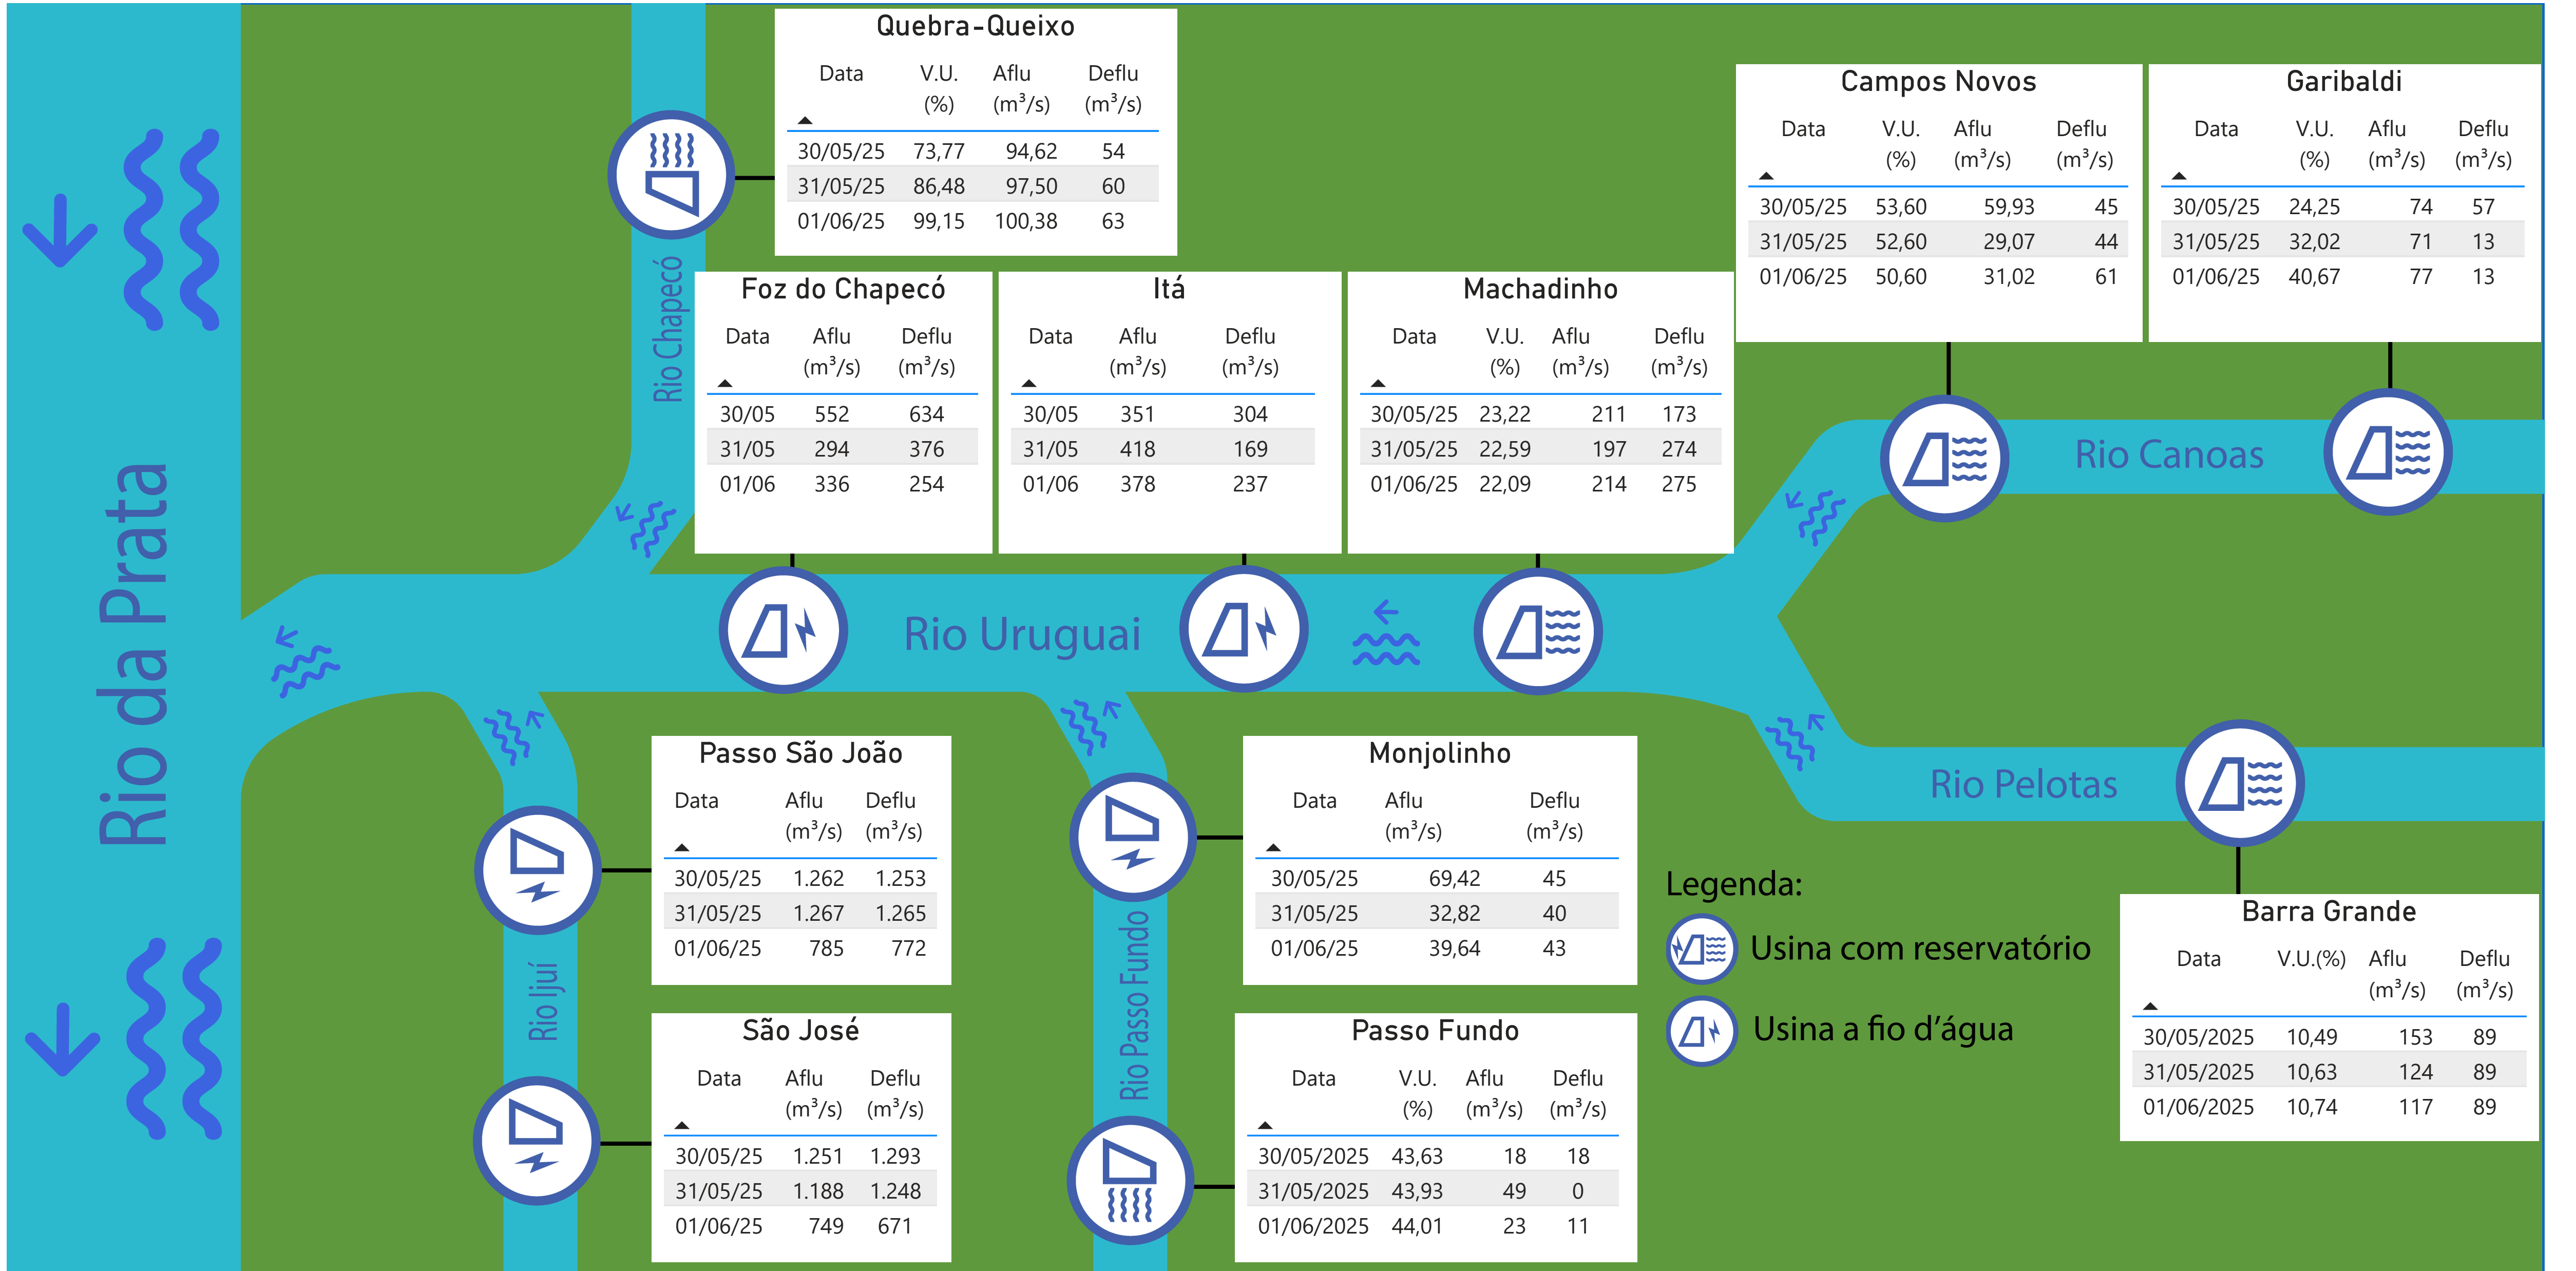 Quebra-Queixo
Data V.U. (%) Aflu (m³/s) Deflu (m³/s)
30/05/25 73,77 94,62 54
31/05/25 86,48 97,50 60
01/06/25 99,15 100,38 63
Campos Novos
Data V.U. (%) Aflu (m³/s) Deflu (m³/s)
30/05/25 53,60 59,93 45
31/05/25 52,60 29,07 44
01/06/25 50,60 31,02 61
Garibaldi
Data V.U. (%) Aflu (m³/s) Deflu (m³/s)
30/05/25 24,25 74 57
31/05/25 32,02 71 13
01/06/25 40,67 77 13
Rio Chapecó
Foz do Chapecó
Data Aflu (m³/s) Deflu (m³/s)
30/05 552 634
31/05 294 376
01/06 336 254
Itá
Data Aflu (m³/s) Deflu (m³/s)
30/05 351 304
31/05 418 169
01/06 378 237
Machadinho
Data V.U. (%) Aflu (m³/s) Deflu (m³/s)
30/05/25 23,22 211 173
31/05/25 22,59 197 274
01/06/25 22,09 214 275
Rio Canoas
Rio da Prata
Rio Uruguai
Rio Pelotas
Passo São João
Data Aflu (m³/s) Deflu (m³/s)
30/05/25 1.262 1.253
31/05/25 1.267 1.265
01/06/25 785 772
Monjolinho
Data Aflu (m³/s) Deflu (m³/s)
30/05/25 69,42 45
31/05/25 32,82 40
01/06/25 39,64 43
Legenda:
Usina com reservatório
Usina a fio d’água
Barra Grande
Data V.U.(%) Aflu (m³/s) Deflu (m³/s)
30/05/2025 10,49 153 89
31/05/2025 10,63 124 89
01/06/2025 10,74 117 89
Rio Ijuí
São José
Data Aflu (m³/s) Deflu (m³/s)
30/05/25 1.251 1.293
31/05/25 1.188 1.248
01/06/25 749 671
Rio Passo Fundo
Passo Fundo
Data V.U. (%) Aflu (m³/s) Deflu (m³/s)
30/05/2025 43,63 18 18
31/05/2025 43,93 49 0
01/06/2025 44,01 23 11